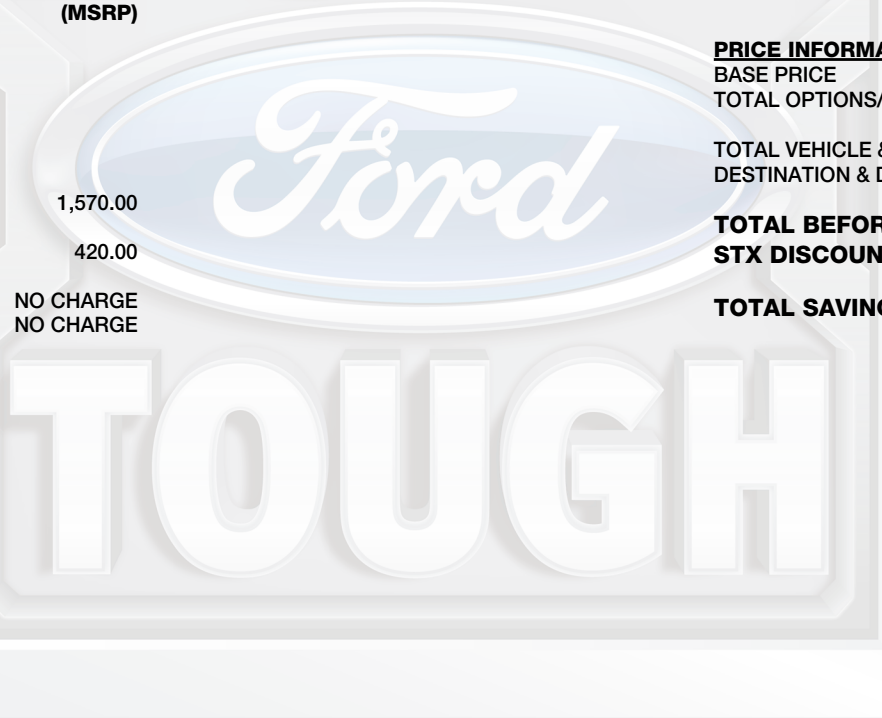 (MSRP)
1,570.00
420.00
NO CHARGE
NO CHARGE
PRICE INFORMA
BASE PRICE
TOTAL OPTIONS/
TOTAL VEHICLE &
DESTINATION & D
TOTAL BEFOR
STX DISCOUN
TOTAL SAVING
Ford
TOUGH